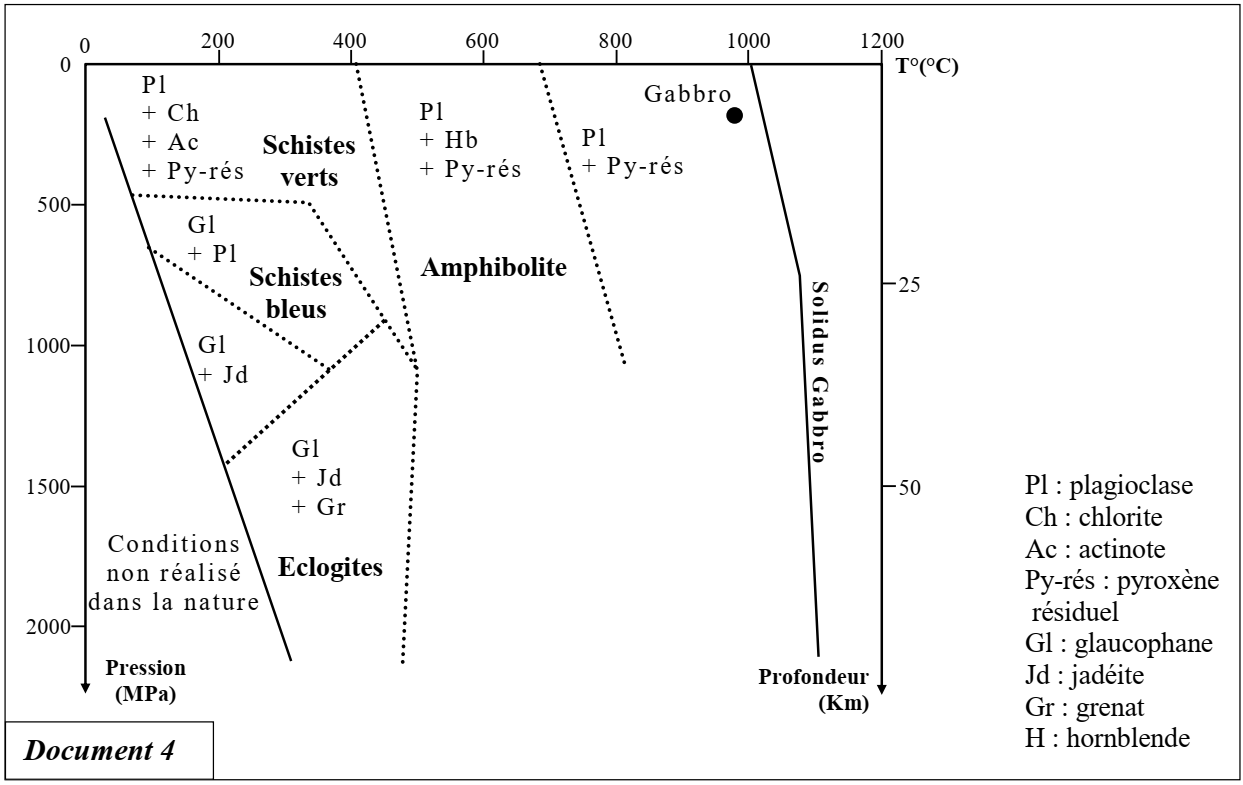 0 200 400 600 800 1000 1200
T°(°C)
0
500
1000
1500
2000
Pression
(MPa)
25
50
Profondeur
(Km)
Pl
+ Ch
+ Ac
+ Py-rés
Schistes
verts
Pl
+ Hb
+ Py-rés
Pl
+ Py-rés
Gabbro
Gl
+ Pl
Schistes
bleus
Amphibolite
Gl
+ Jd
Gl
+ Jd
+ Gr
Eclogites
Conditions
non réalisé
dans la nature
Solidus Gabbro
Pl : plagioclase
Ch : chlorite
Ac : actinote
Py-rés : pyroxène
résiduel
Gl : glaucophane
Jd : jadéite
Gr : grenat
H : hornblende
Document 4